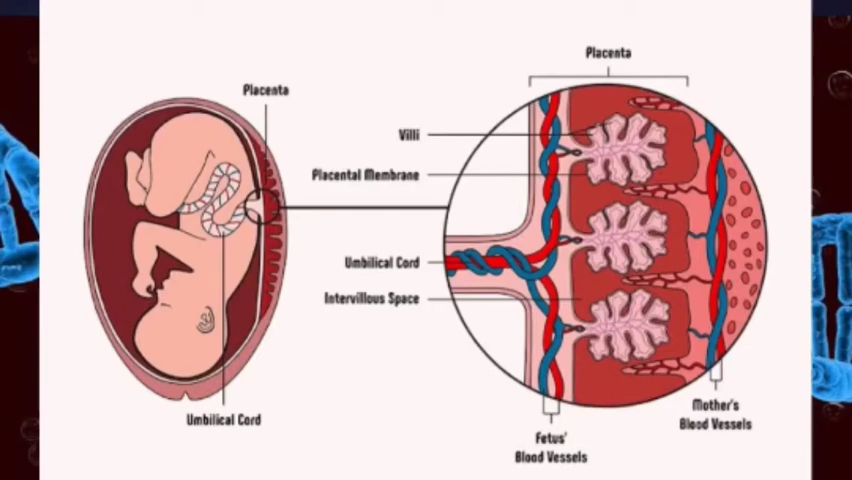 Placenta
Placenta
Villi
Placental Membrane
Umbilical Cord
Intervillous Space
Umbilical Cord
Mother's
Blood Vessels
Fetus'
Blood Vessels